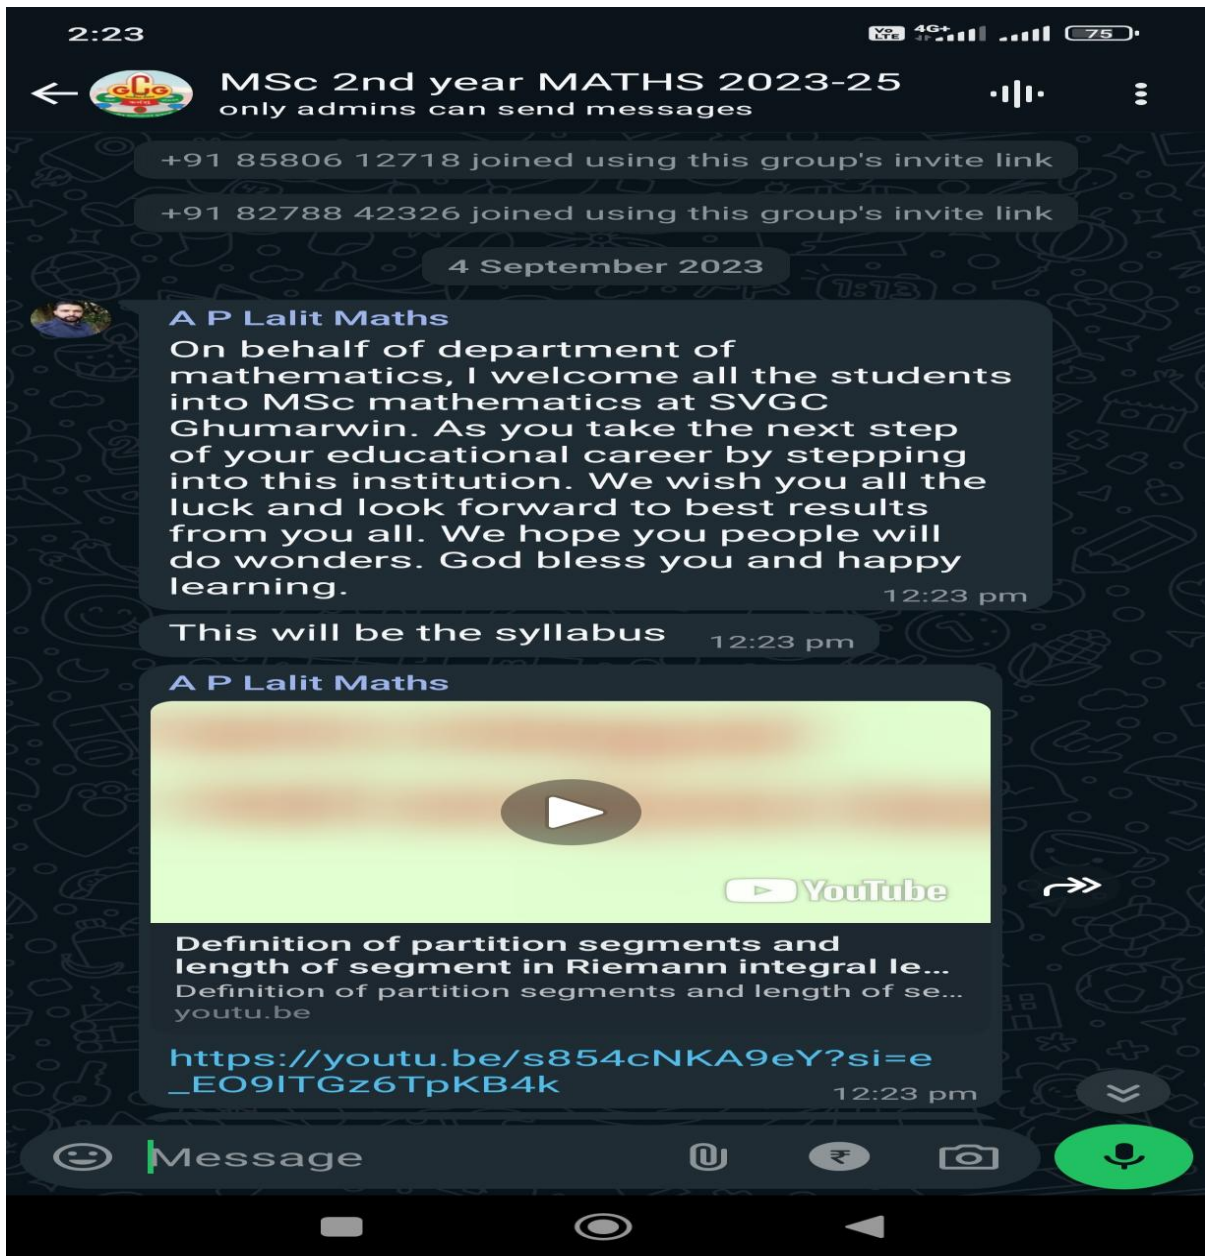 2:23
Vo LTE 4G+ 75
MSc 2nd year MATHS 2023-25
only admins can send messages
+91 85806 12718 joined using this group's invite link
+91 82788 42326 joined using this group's invite link
4 September 2023
A P Lalit Maths
On behalf of department of
mathematics, I welcome all the students
into MSc mathematics at SVGC
Ghumarwin. As you take the next step
of your educational career by stepping
into this institution. We wish you all the
luck and look forward to best results
from you all. We hope you people will
do wonders. God bless you and happy
learning.
12:23 pm
This will be the syllabus 12:23 pm
A P Lalit Maths
YouTube
Definition of partition segments and
length of segment in Riemann integral le...
Definition of partition segments and length of se...
youtu.be
https://youtu.be/s854cNKA9eY?si=e
_EO9ITGz6TpKB4k 12:23 pm
Message